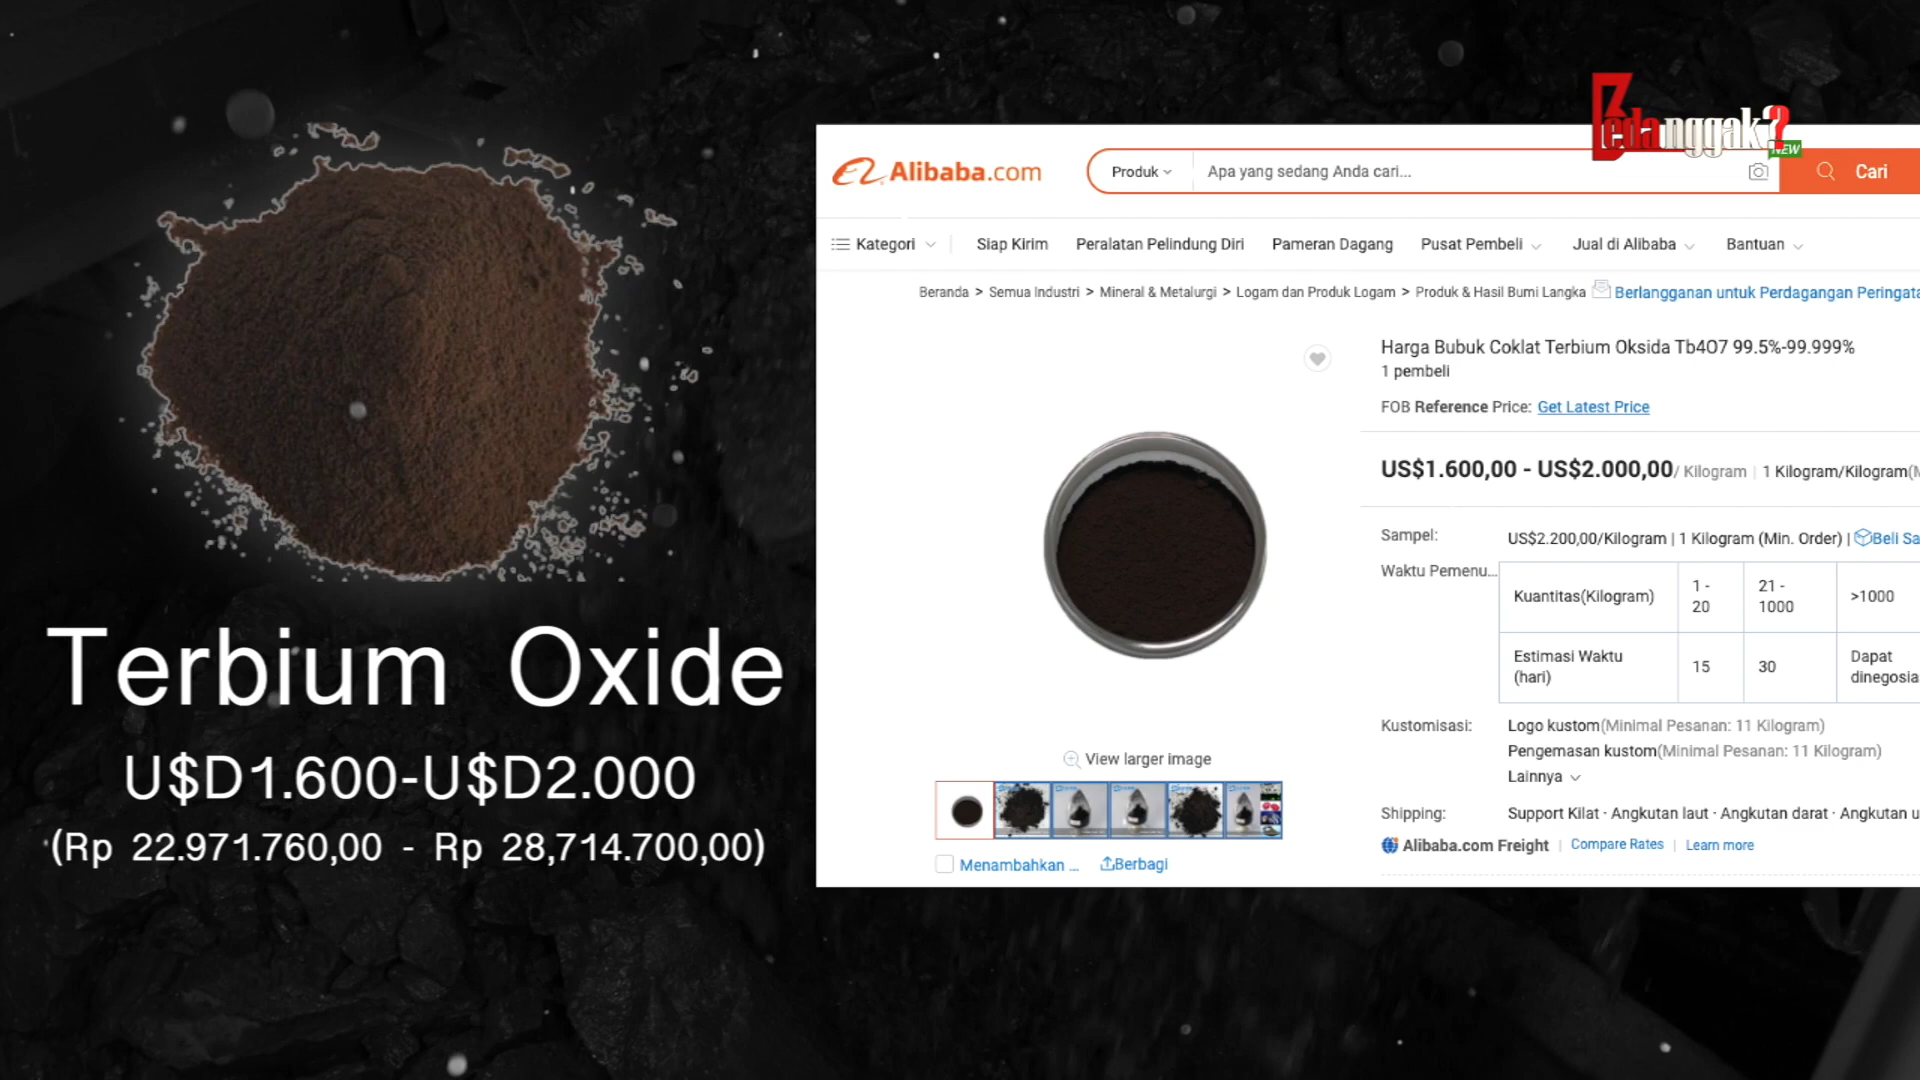 Terbium Oxide
U$D1.600-U$D2.000
(Rp 22.971.760,00 - Rp 28,714.700,00)
Bedanggak?
Alibaba.com
Produk
Apa yang sedang Anda cari...
NEW
Cari
Kategori
Siap Kirim
Peralatan Pelindung Diri
Pameran Dagang
Pusat Pembeli
Jual di Alibaba
Bantuan
Beranda > Semua Industri > Mineral & Metalurgi > Logam dan Produk Logam > Produk & Hasil Bumi Langka
Berlangganan untuk Perdagangan
Harga Bubuk Coklat Terbium Oksida Tb4O7 99.5%-99.999%
1 pembeli
FOB Reference Price: Get Latest Price
US$1.600,00 - US$2.000,00/ Kilogram | 1 Kilogram/Kilogram
Sampel:
US$2.200,00/Kilogram | 1 Kilogram (Min. Order) | Beli
Waktu Pemenu...
Kuantitas(Kilogram)
1 -
20
21 -
1000
>1000
Estimasi Waktu
(hari)
15
30
Dapat
Kustomisasi:
Logo kustom(Minimal Pesanan: 11 Kilogram)
Pengemasan kustom(Minimal Pesanan: 11 Kilogram)
Lainnya
Shipping:
Support Kilat · Angkutan laut · Angkutan darat · Angkutan
Alibaba.com Freight | Compare Rates | Learn more
View larger image
Menambahkan ...
Berbagi